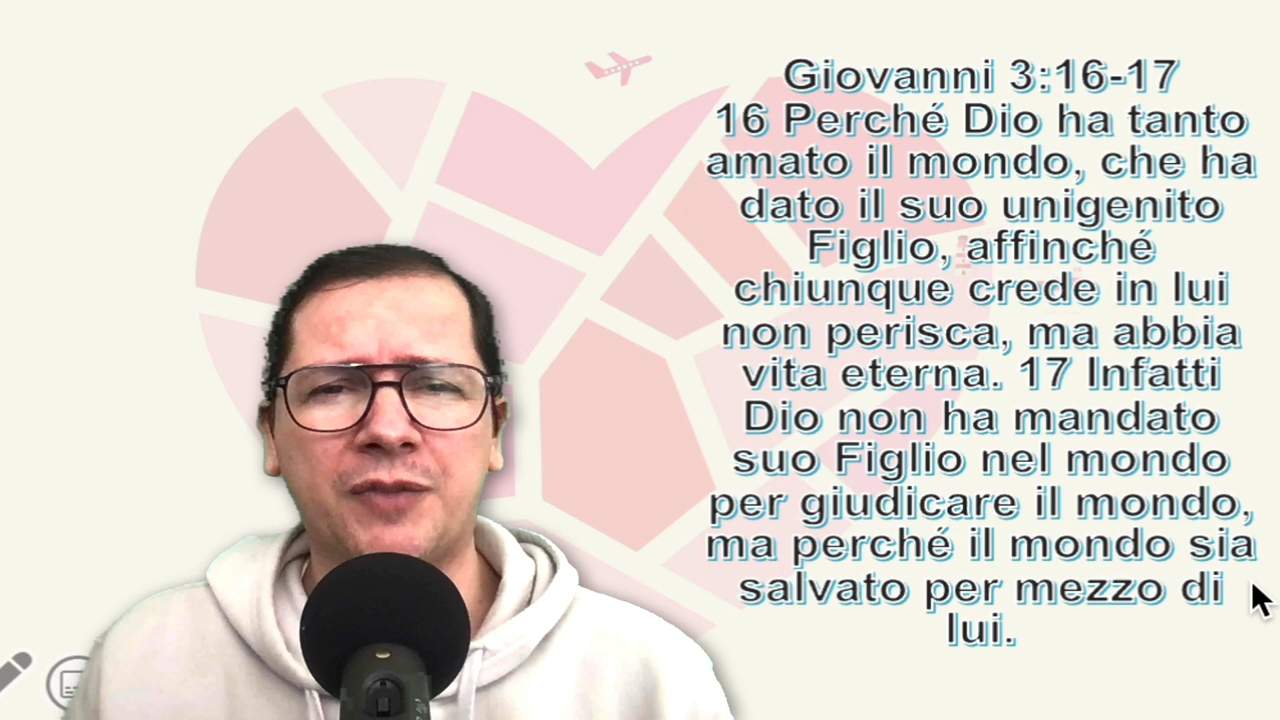 Giovanni 3:16-17
16 Perché Dio ha tanto
amato il mondo, che ha
dato il suo unigenito
Figlio, affinché
chiunque crede in lui
non perisca, ma abbia
vita eterna. 17 Infatti
Dio non ha mandato
suo Figlio nel mondo
per giudicare il mondo,
ma perché il mondo sia
salvato per mezzo di
lui.